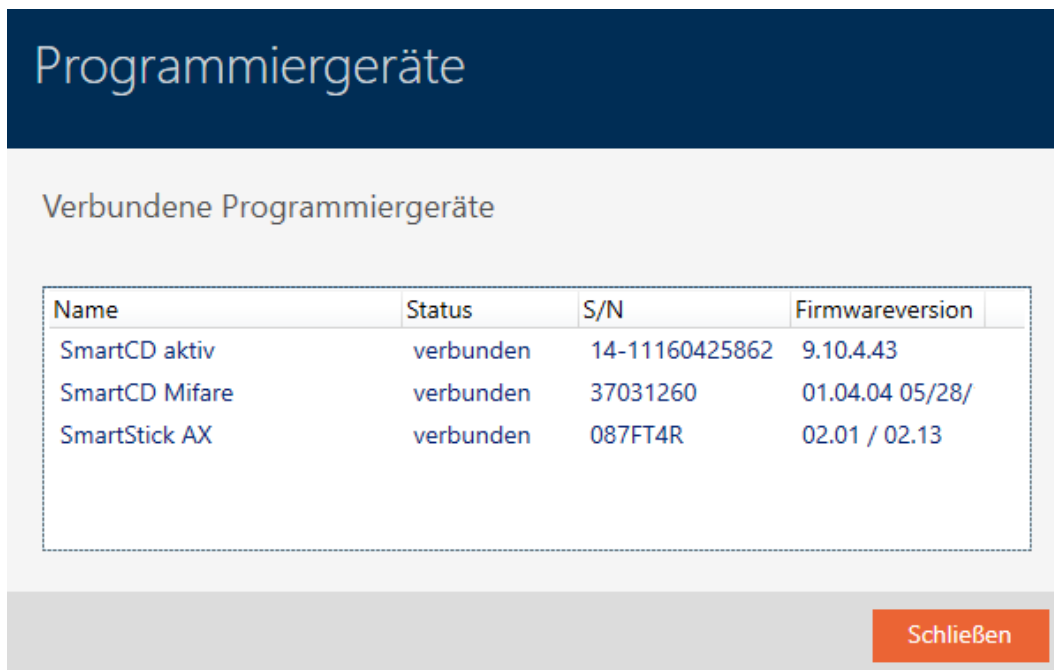 Programmiergeräte
Verbundene Programmiergeräte
Name Status S/N Firmwareversion
SmartCD aktiv verbunden 14-11160425862 9.10.4.43
SmartCD Mifare verbunden 37031260 01.04.04 05/28/
SmartStick AX verbunden 087FT4R 02.01 / 02.13
Schließen